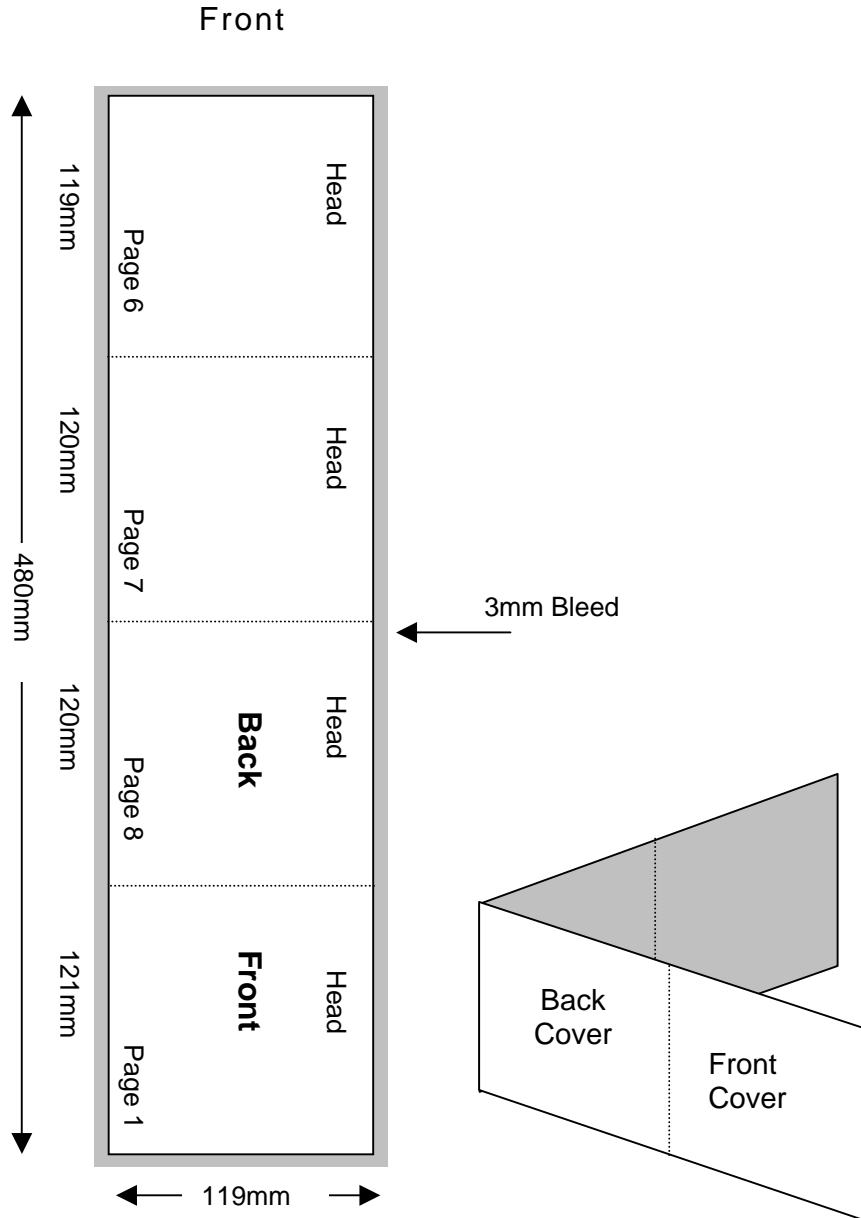 Front
119mm
Head
Page 6
120mm
Head
Page 7
480mm
3mm Bleed
120mm
Back
Head
Page 8
121mm
Front
Head
Page 1
119mm
Back
Cover
Front
Cover